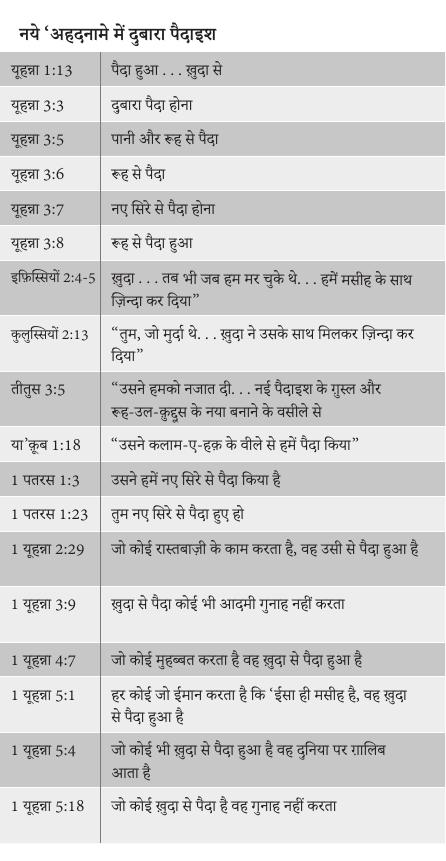 नये ‘अहदनामे में दुबारा पैदाइश
यूहन्ना 1:13 पैदा हुआ . . . ख़ुदा से
यूहन्ना 3:3 दुबारा पैदा होना
यूहन्ना 3:5 पानी और रूह से पैदा
यूहन्ना 3:6 रूह से पैदा
यूहन्ना 3:7 नए सिरे से पैदा होना
यूहन्ना 3:8 रूह से पैदा हुआ
इफ़िस्सियों 2:4-5 ख़ुदा . . . तब भी जब हम मर चुके थे. . . हमें मसीह के साथ
ज़िन्दा कर दिया”
कुलुस्सियों 2:13 “तुम, जो मुर्दा थे. . . ख़ुदा ने उसके साथ मिलकर ज़िन्दा कर
दिया”
तीतुस 3:5 “उसने हमको नजात दी. . . नई पैदाइश के ग़ुस्ल और
रूह-उल-क़ुद्दूस के नया बनाने के वसीले से
या’क़ूब 1:18 “उसने कलाम-ए-हक़ के वीले से हमें पैदा किया”
1 पतरस 1:3 उसने हमें नए सिरे से पैदा किया है
1 पतरस 1:23 तुम नए सिरे से पैदा हुए हो
1 यूहन्ना 2:29 जो कोई रास्तबाज़ी के काम करता है, वह उसी से पैदा हुआ है
1 यूहन्ना 3:9 ख़ुदा से पैदा कोई भी आदमी गुनाह नहीं करता
1 यूहन्ना 4:7 जो कोई मुहब्बत करता है वह ख़ुदा से पैदा हुआ है
1 यूहन्ना 5:1 हर कोई जो ईमान करता है कि ‘ईसा ही मसीह है, वह ख़ुदा
से पैदा हुआ है
1 यूहन्ना 5:4 जो कोई भी ख़ुदा से पैदा हुआ है वह दुनिया पर ग़ालिब
आता है
1 यूहन्ना 5:18 जो कोई ख़ुदा से पैदा है वह गुनाह नहीं करता